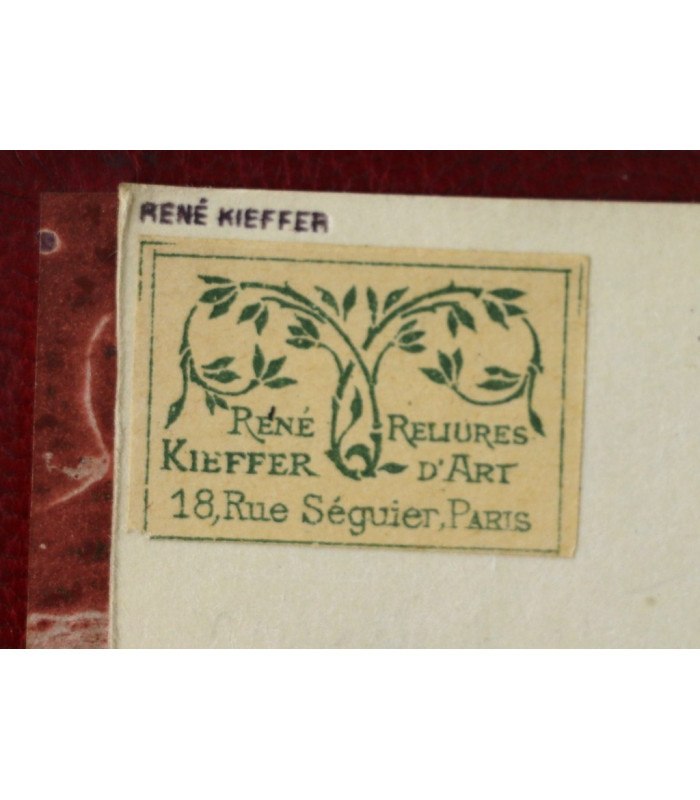 RENÉ KIEFFER
RENÉ RELIURES
KIEFFER D'ART
18, Rue Séguier, PARIS